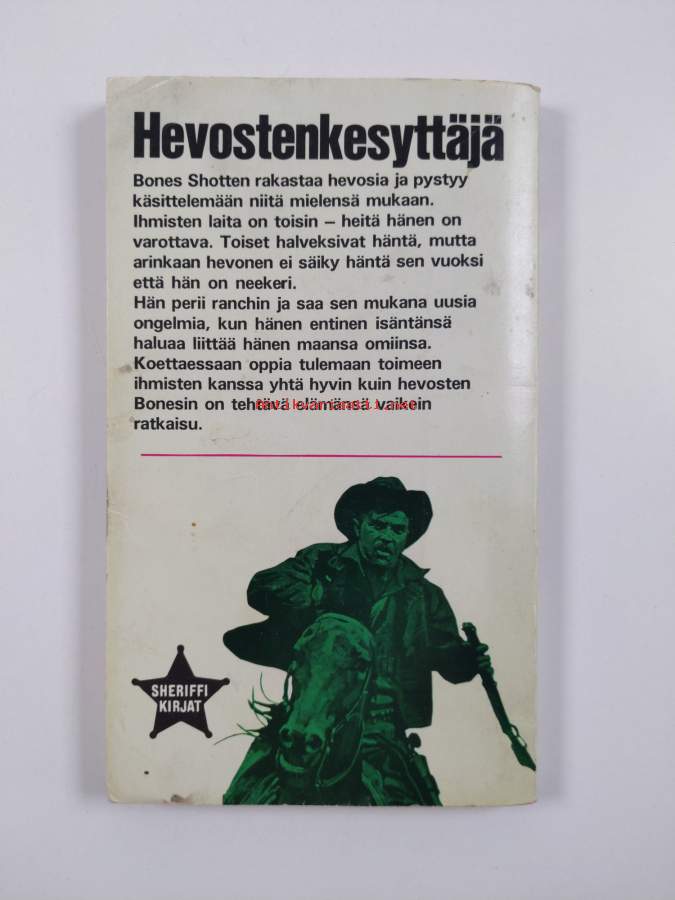 Hevostenkesyttäjä
Bones Shotten rakastaa hevosia ja pystyy
käsittelemään niitä mielensä mukaan.
Ihmisten laita on toisin – heitä hänen on
varottava. Toiset halveksivat häntä, mutta
arinkaan hevonen ei säiky häntä sen vuoksi
että hän on neekeri.
Hän perii ranchin ja saa sen mukana uusia
ongelmia, kun hänen entinen isäntänsä
haluaa liittää hänen maansa omiinsa.
Koettaessaan oppia tulemaan toimeen
ihmisten kanssa yhtä hyvin kuin hevosten
Bonesin on tehtävä elämänsä vaikein
ratkaisu.
Antikvariaatti.net
SHERIFFI
KIRJAT